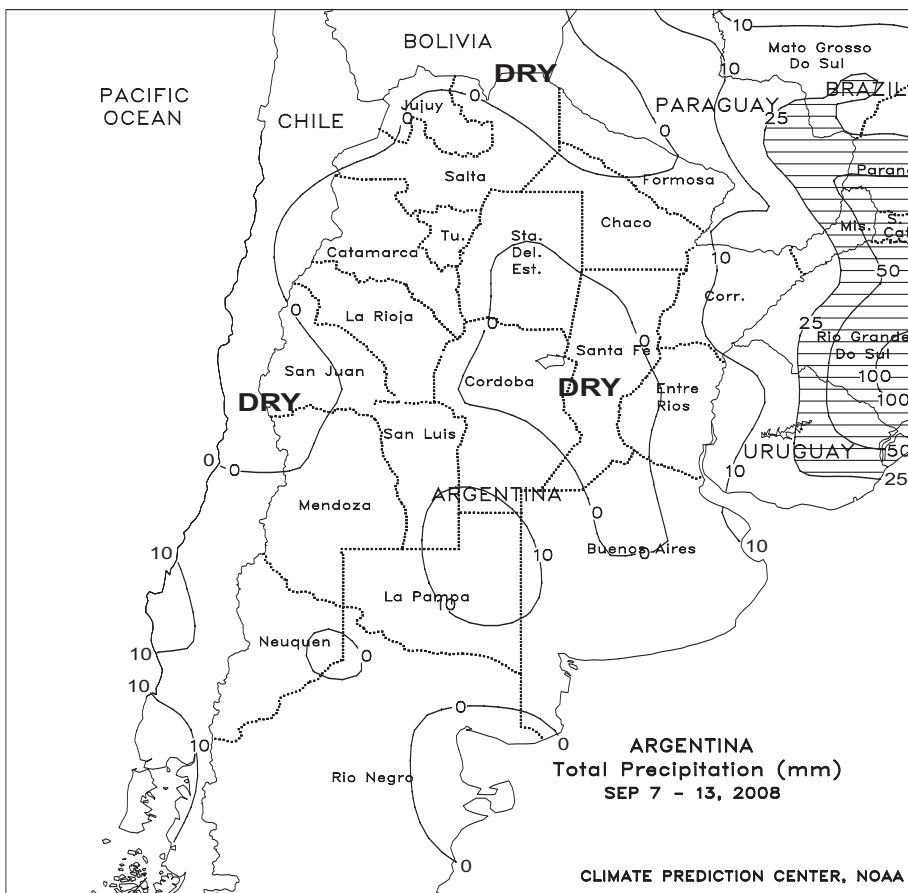 10
BOLIVIA
Mato Grosso
Do Sul
DRY
10
PACIFIC
OCEAN
Jujuy
0
10
BRAZIL
PARAGUAY
CHILE
0
25
0
Parana
Salta
Formosa
Chaco
Mis.
S.
Cat
Tu.
Sta.
Del.
Est.
Catamarca
10
50
Corr.
0
La Rioja
0
25
Rio Grande
Do Sul
0
Santa Fe
San Juan
Cordoba
DRY
100
Entre
Rios
DRY
100
San Luis
URUGUAY
50
0
0
10
25
ARGENTINA
Mendoza
0
10
10
Buenos Aires
0
10
La Pampa
10
Neuquen
0
10
10
0
10
0
ARGENTINA
Total Precipitation (mm)
SEP 7 - 13, 2008
Rio Negro
0
CLIMATE PREDICTION CENTER, NOAA